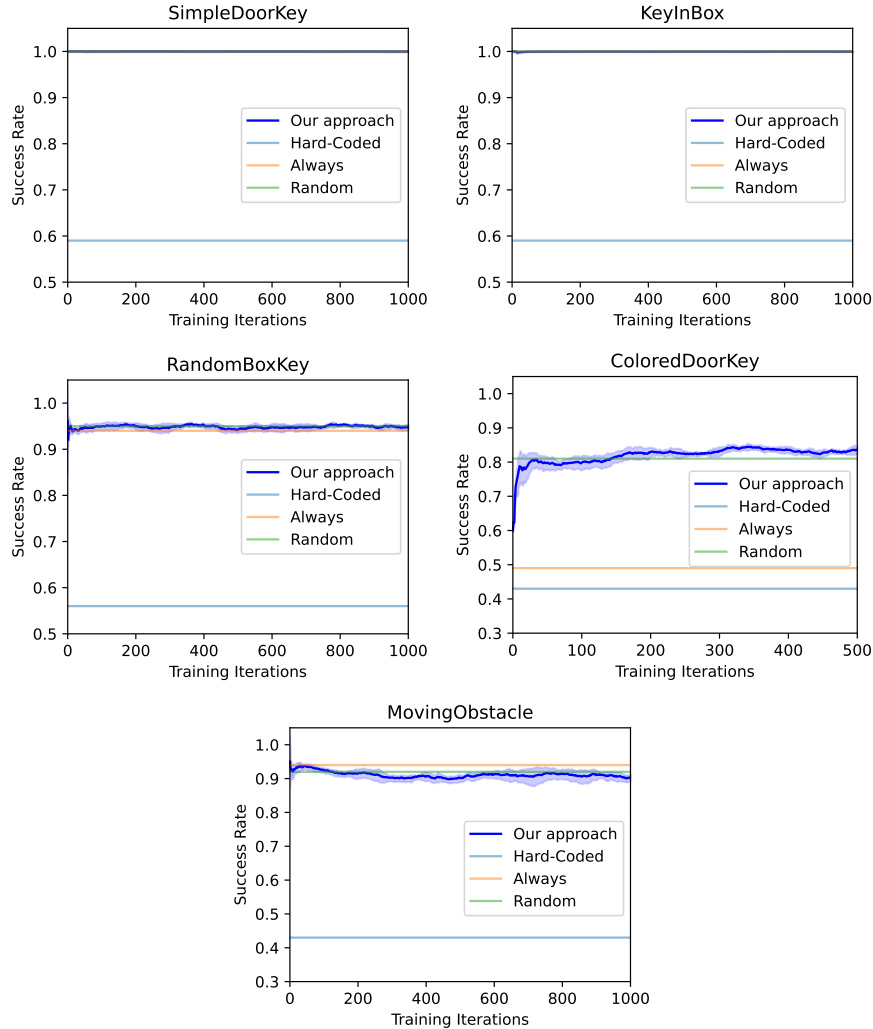 SimpleDoorKey
Success Rate
1.0
0.9
0.8
0.7
0.6
0.5
Our approach
Hard-Coded
Always
Random
0 200 400 600 800 1000
Training Iterations
KeyInBox
Success Rate
1.0
0.9
0.8
0.7
0.6
0.5
Our approach
Hard-Coded
Always
Random
0 200 400 600 800 1000
Training Iterations
RandomBoxKey
Success Rate
1.0
0.9
0.8
0.7
0.6
0.5
Our approach
Hard-Coded
Always
Random
0 200 400 600 800 1000
Training Iterations
ColoredDoorKey
Success Rate
1.0
0.9
0.8
0.7
0.6
0.5
0.4
0.3
Our approach
Hard-Coded
Always
Random
0 100 200 300 400 500
Training Iterations
MovingObstacle
Success Rate
1.0
0.9
0.8
0.7
0.6
0.5
0.4
0.3
Our approach
Hard-Coded
Always
Random
0 200 400 600 800 1000
Training Iterations